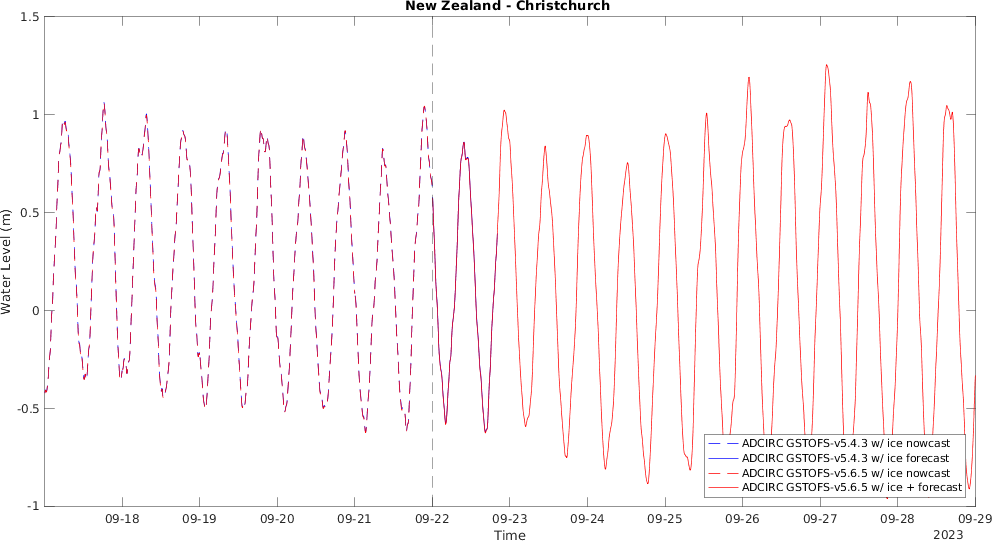 New Zealand - Christchurch
1.5
1
0.5
0
-0.5
-1
Water Level (m)
09-18 09-19 09-20 09-21 09-22 09-23 09-24 09-25 09-26 09-27 09-28 09-29
Time
2023
ADCIRC GSTOFS-v5.4.3 w/ ice nowcast
ADCIRC GSTOFS-v5.4.3 w/ ice forecast
ADCIRC GSTOFS-v5.6.5 w/ ice nowcast
ADCIRC GSTOFS-v5.6.5 w/ ice + forecast